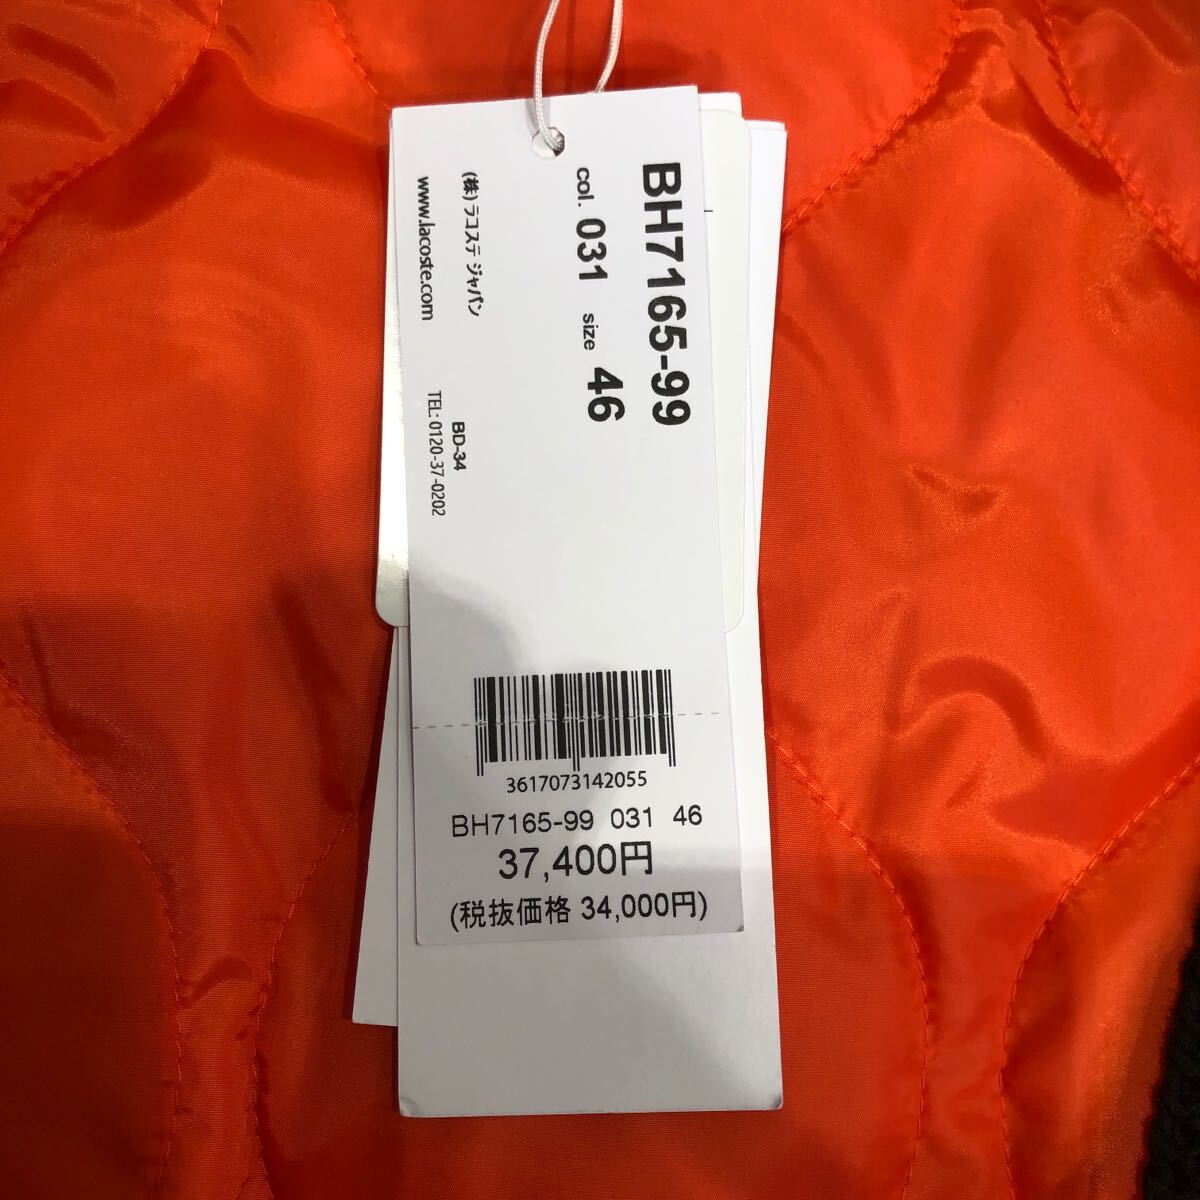 BH7165-99
col. 031 size 46
(株) ラコステ ジャパン
www.lacoste.com
BD-34
TEL: 0120-37-0202
3617073142055
BH7165-99 031 46
37,400円
(税抜価格 34,000円)